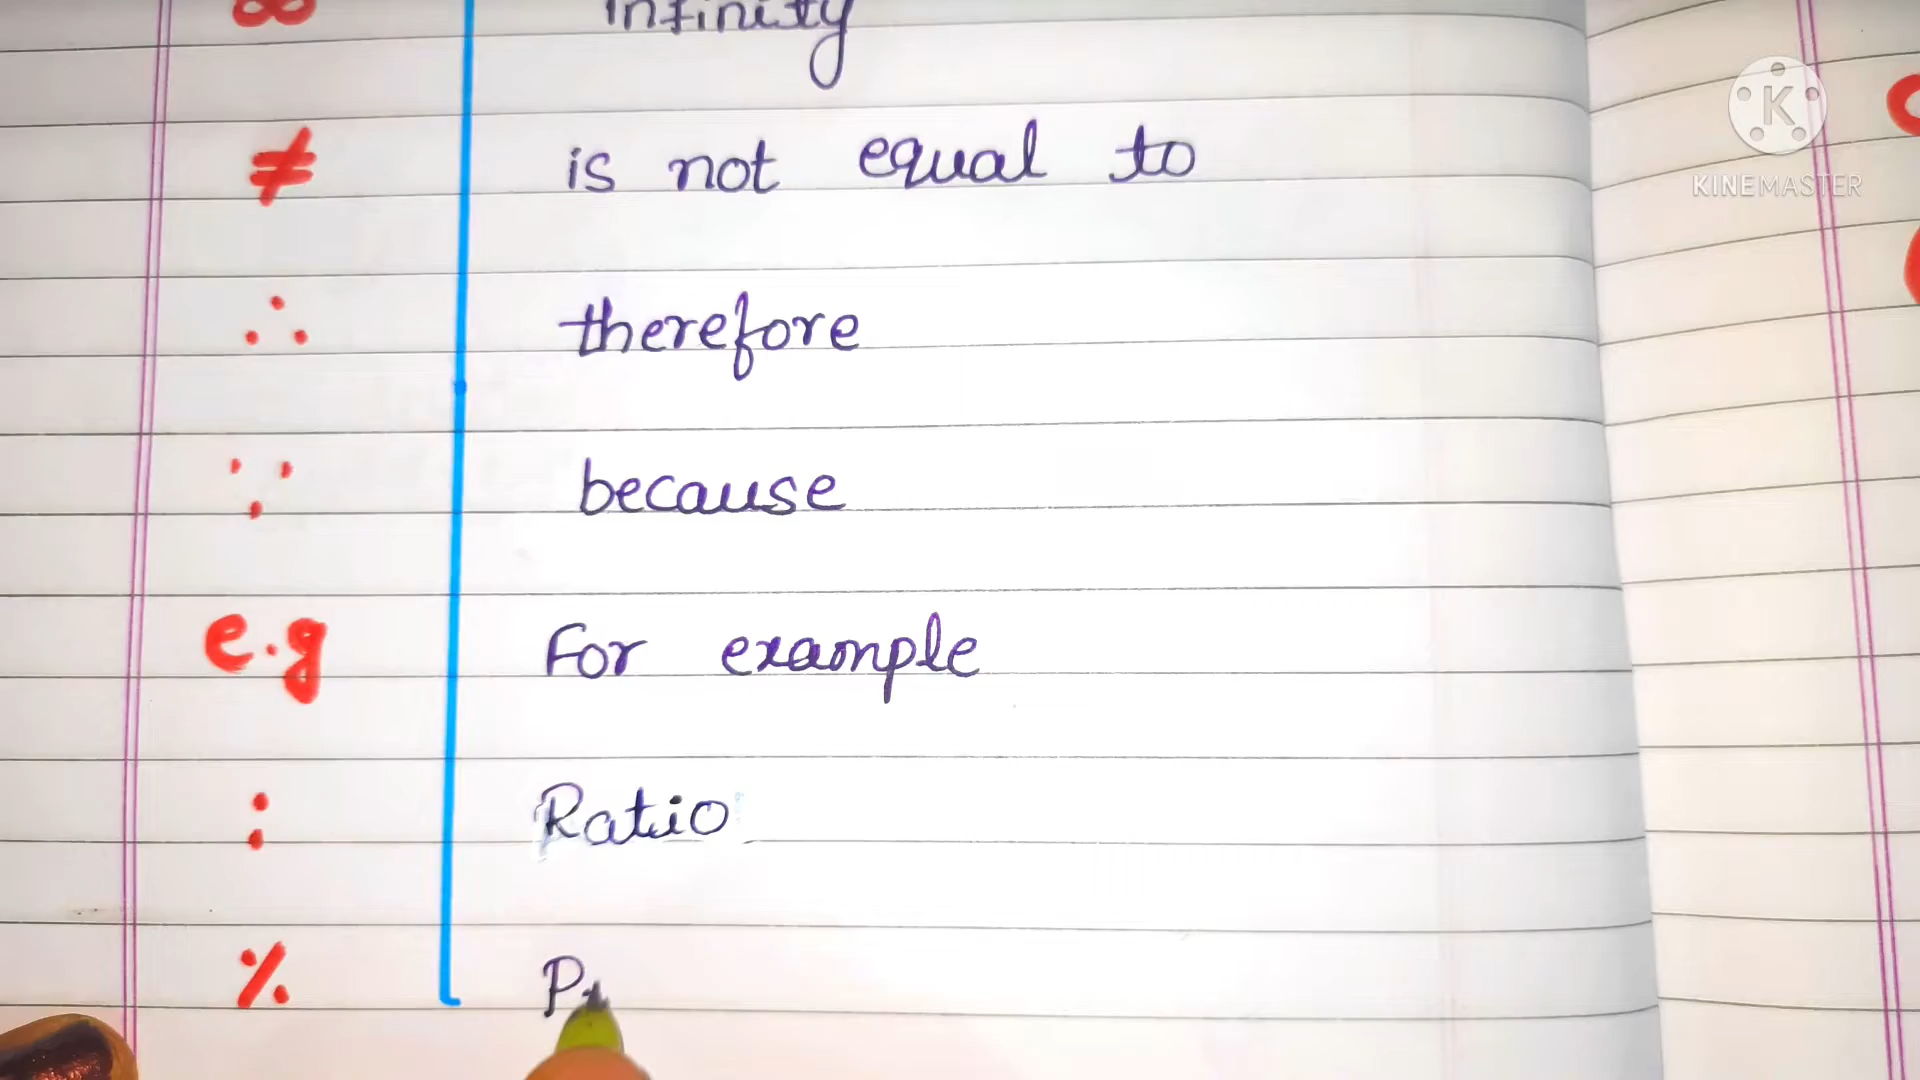 ∞ Infinity
≠ is not equal to
∴ therefore
∵ because
e.g For example
: Ratio
% P
KINEMASTER